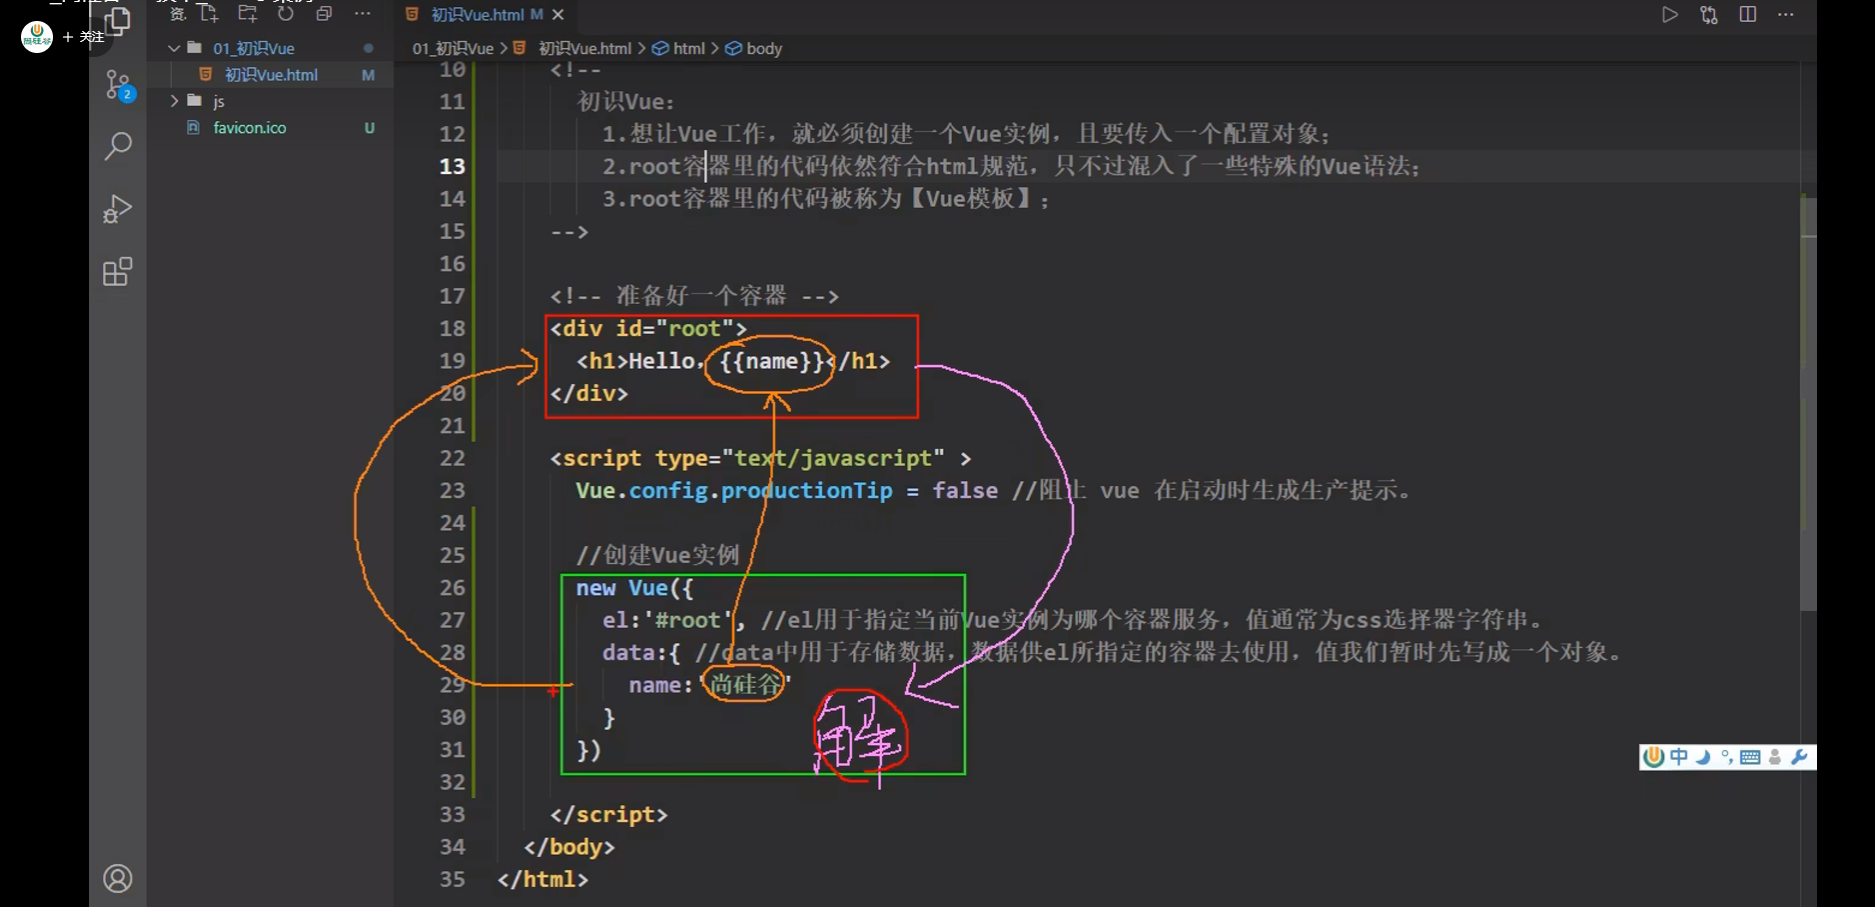 + 关注
资.
初识Vue.html M
01_初识Vue
初识Vue.html M
js
favicon.ico U
2
01_初识Vue > 初识Vue.html > html > body
10 <!--
11 初识Vue:
12 1.想让Vue工作，就必须创建一个Vue实例，且要传入一个配置对象；
13 2.root容器里的代码依然符合html规范，只不过混入了一些特殊的Vue语法；
14 3.root容器里的代码被称为【Vue模板】；
15 -->
16
17 <!-- 准备好一个容器 -->
18 <div id="root">
19 <h1>Hello, {{name}}</h1>
20 </div>
21
22 <script type="text/javascript" >
23 Vue.config.productionTip = false //阻止 vue 在启动时生成生产提示。
24
25 //创建Vue实例
26 new Vue({
27 el:'#root', //el用于指定当前Vue实例为哪个容器服务，值通常为css选择器字符串。
28 data:{ //data中用于存储数据，数据供el所指定的容器去使用，值我们暂时先写成一个对象。
29 name:'尚硅谷'
30 }
31 })
解
32
33 </script>
34 </body>
35 </html>
中